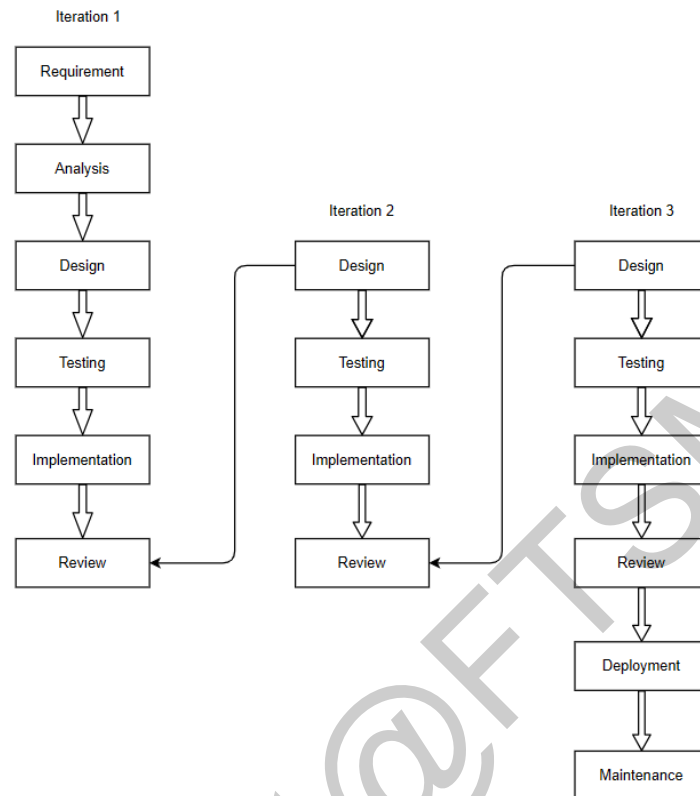 Iteration 1
Requirement
Analysis
Design
Testing
Implementation
Review
Iteration 2
Design
Testing
Implementation
Review
Iteration 3
Design
Testing
Implementation
Review
Deployment
Maintenance
@FTSM